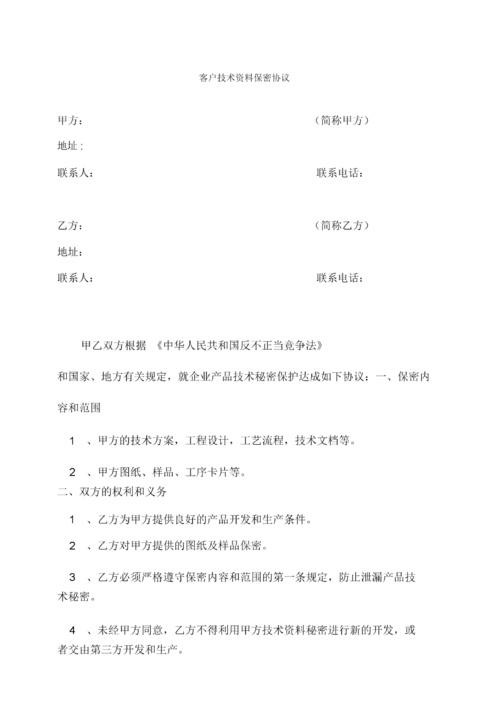 客户技术资料保密协议
甲方： （简称甲方）
地址：
联系人： 联系电话：
乙方： （简称乙方）
地址：
联系人： 联系电话：
甲乙双方根据 《中华人民共和国反不正当竞争法》
和国家、地方有关规定，就企业产品技术秘密保护达成如下协议；一、保密内
容和范围
1 、甲方的技术方案，工程设计，工艺流程，技术文档等。
2 、甲方图纸、样品、工序卡片等。
二、双方的权利和义务
1 、乙方为甲方提供良好的产品开发和生产条件。
2 、乙方对甲方提供的图纸及样品保密。
3 、乙方必须严格遵守保密内容和范围的第一条规定，防止泄漏产品技
术秘密。
4 、未经甲方同意，乙方不得利用甲方技术资料秘密进行新的开发，或
者交由第三方开发和生产。